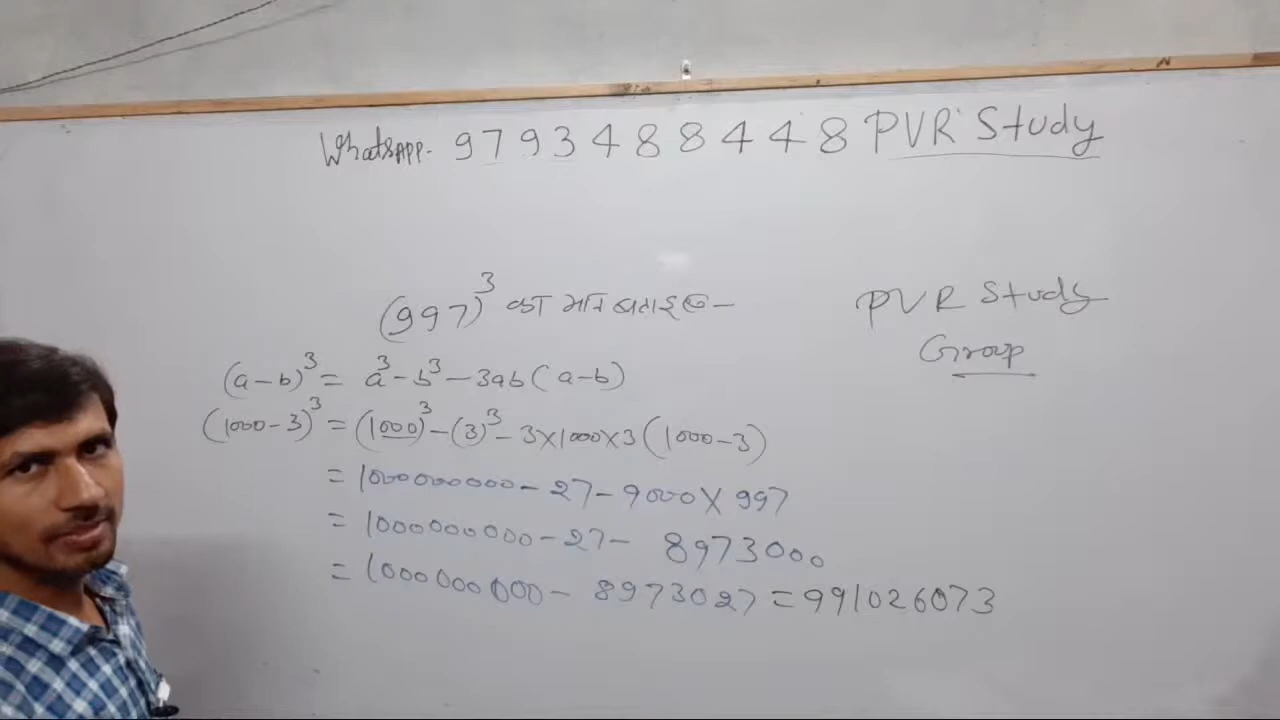 WhatsApp. 9793488448 PVR Study
(997)³ का मान बताइए—
PVR Study
Group
(a-b)³ = a³-b³-3ab(a-b)
(1000-3)³ = (1000)³-(3)³-3×1000×3(1000-3)
= 1000000000-27-9000×997
= 1000000000-27- 8973000
= 1000000000- 8973027 = 991026973